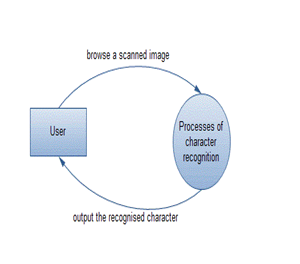 browse a scanned image
User
Processes of
character
recognition
output the recognised character